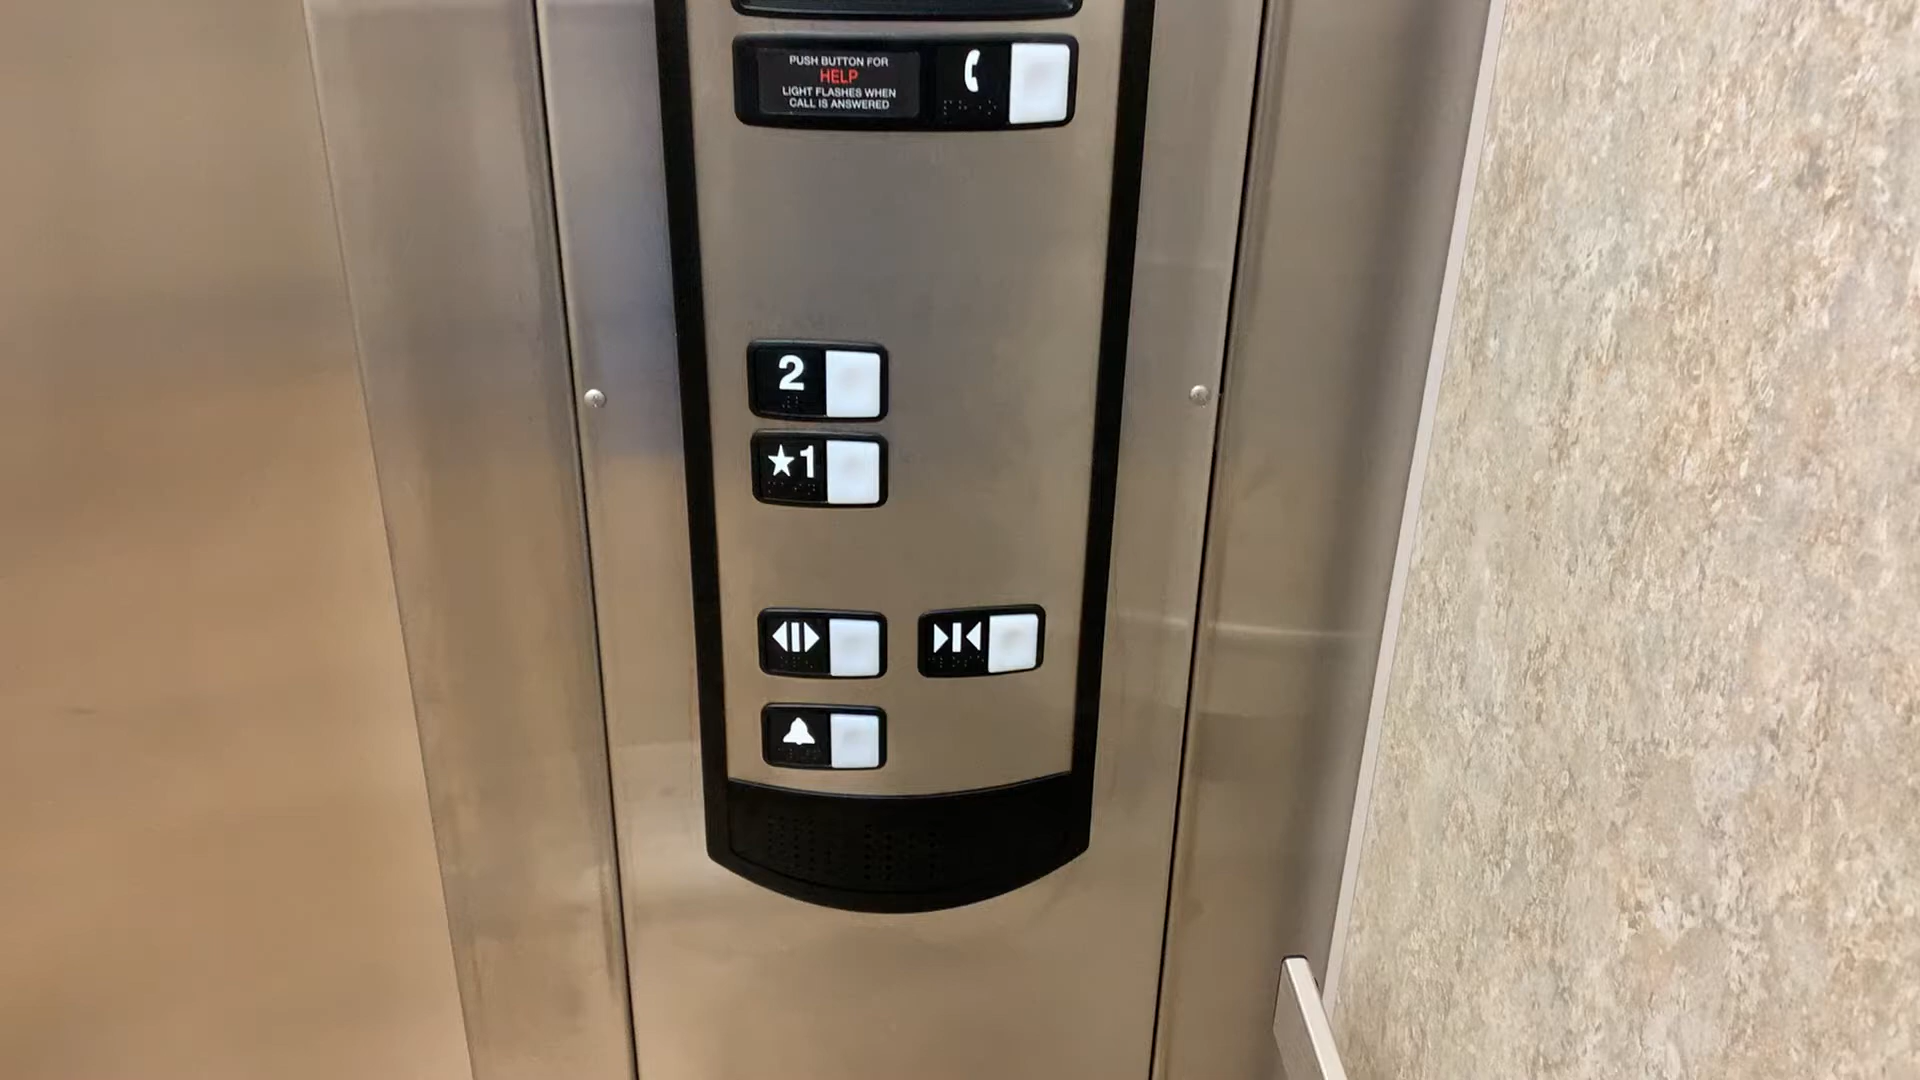 PUSH BUTTON FOR
HELP
LIGHT FLASHES WHEN
CALL IS ANSWERED
2
★1